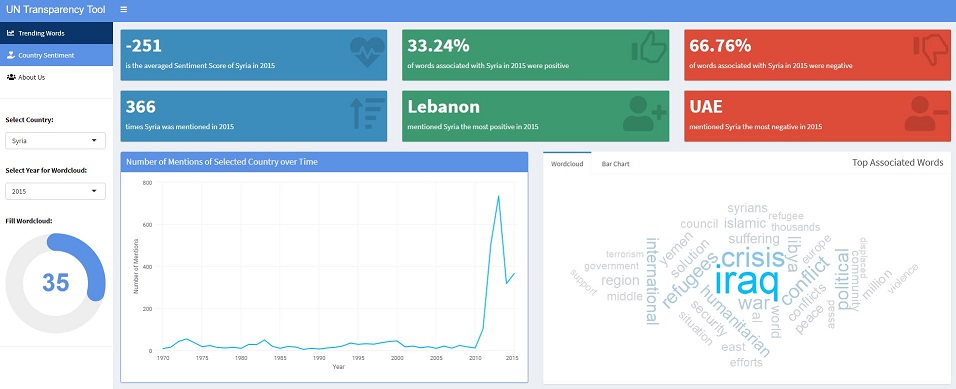 UN Transparency Tool
Trending Words
Country Sentiment
About Us
Select Country:
Syria
Select Year for Wordcloud:
2015
Fill Wordcloud:
35
-251
is the averaged Sentiment Score of Syria in 2015
33.24%
of words associated with Syria in 2015 were positive
66.76%
of words associated with Syria in 2015 were negative
366
times Syria was mentioned in 2015
Lebanon
mentioned Syria the most positive in 2015
UAE
mentioned Syria the most negative in 2015
Number of Mentions of Selected Country over Time
800
600
400
200
0
Number of Mentions
1970
1975
1980
1985
1990
1995
2000
2005
2010
2015
Year
Wordcloud
Bar Chart
Top Associated Words
syrians
council
islamic
refugee
thousands
suffering
yemen
solution
libya
europe
terrorism
government
region
middle
support
international
refugees
crisis
iraq
conflict
political
community
displaced
million
violence
war
al
world
conflicts
peace
assad
humanitarian
security
situation
east
efforts